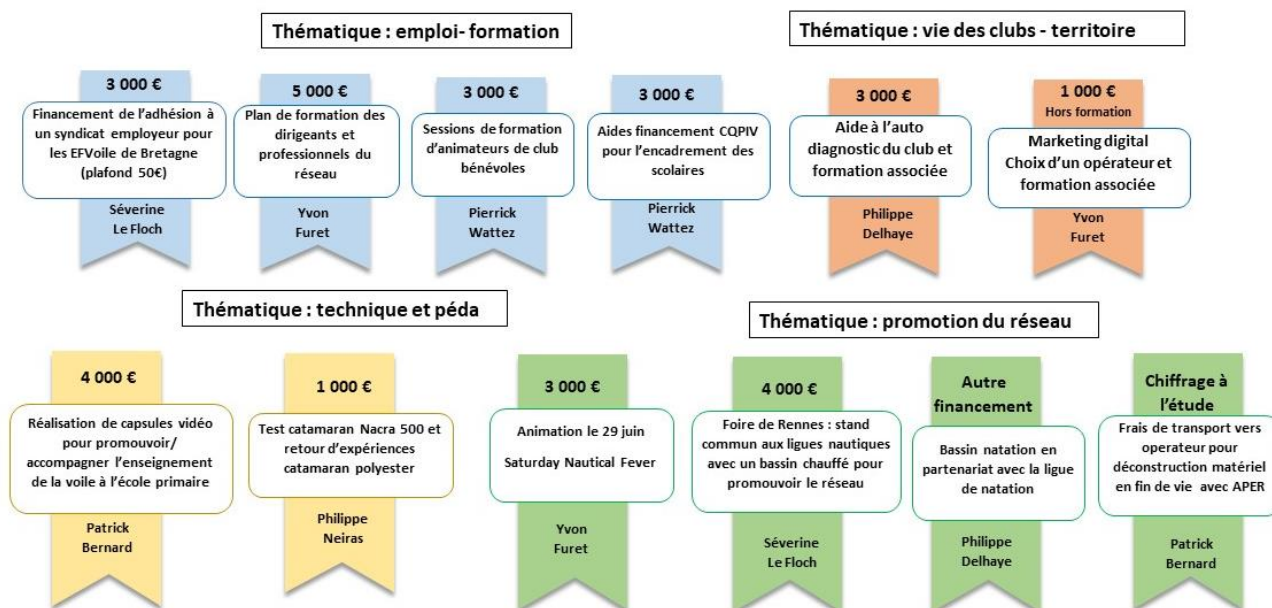 Thématique : emploi- formation
3 000 €
Financement de l'adhésion à
un syndicat employeur pour
les EFVoile de Bretagne
(plafond 50€)
Séverine
Le Floch
5 000 €
Plan de formation des
dirigeants et
professionnels du
réseau
Yvon
Furet
3 000 €
Sessions de formation
d'animateurs de club
bénévoles
Pierrick
Wattez
3 000 €
Aides financement CQPIV
pour l'encadrement des
scolaires
Pierrick
Wattez
Thématique : vie des clubs - territoire
3 000 €
Aide à l'auto
diagnostic du club et
formation associée
Philippe
Delhaye
1 000 €
Hors formation
Marketing digital
Choix d'un opérateur et
formation associée
Yvon
Furet
Thématique : technique et péda
4 000 €
Réalisation de capsules vidéo
pour promouvoir/
accompagner l'enseignement
de la voile à l'école primaire
Patrick
Bernard
1 000 €
Test catamaran Nacra 500 et
retour d'expériences
catamaran polyester
Philippe
Neiras
Thématique : promotion du réseau
3 000 €
Animation le 29 juin
Saturday Nautical Fever
Yvon
Furet
4 000 €
Foire de Rennes : stand
commun aux ligues nautiques
avec un bassin chauffé pour
promouvoir le réseau
Séverine
Le Floch
Autre
financement
Bassin natation en
partenariat avec la ligue
de natation
Philippe
Delhaye
Chiffrage à
l'étude
Frais de transport vers
operateur pour
déconstruction matériel
en fin de vie avec APER
Patrick
Bernard